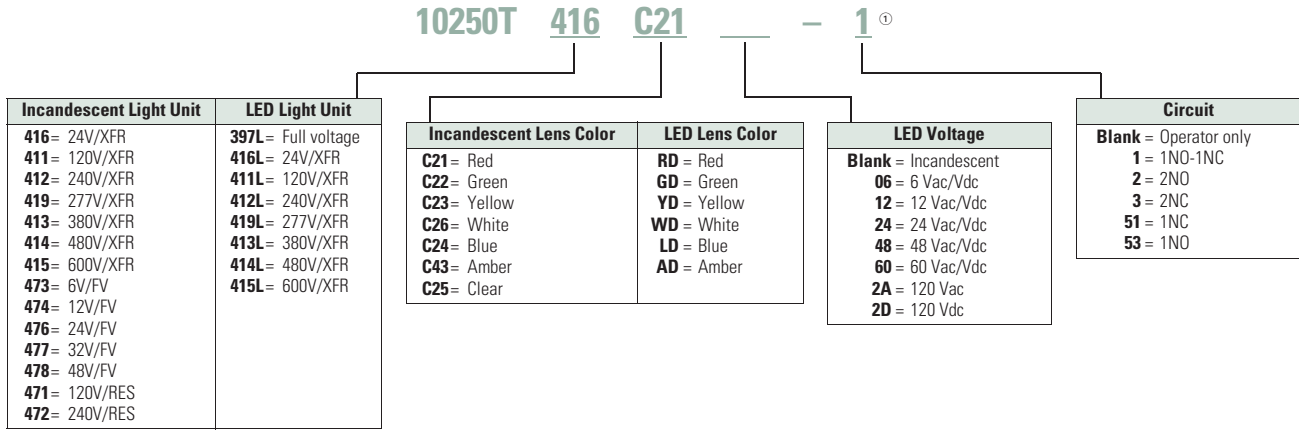 10250T 416 C21 ___ – 1 ①
Incandescent Light Unit
416= 24V/XFR
411= 120V/XFR
412= 240V/XFR
419= 277V/XFR
413= 380V/XFR
414= 480V/XFR
415= 600V/XFR
473= 6V/FV
474= 12V/FV
476= 24V/FV
477= 32V/FV
478= 48V/FV
471= 120V/RES
472= 240V/RES
LED Light Unit
397L= Full voltage
416L= 24V/XFR
411L= 120V/XFR
412L= 240V/XFR
419L= 277V/XFR
413L= 380V/XFR
414L= 480V/XFR
415L= 600V/XFR
Incandescent Lens Color
C21= Red
C22= Green
C23= Yellow
C26= White
C24= Blue
C43= Amber
C25= Clear
LED Lens Color
RD = Red
GD = Green
YD = Yellow
WD = White
LD = Blue
AD = Amber
LED Voltage
Blank = Incandescent
06 = 6 Vac/Vdc
12 = 12 Vac/Vdc
24 = 24 Vac/Vdc
48 = 48 Vac/Vdc
60 = 60 Vac/Vdc
2A = 120 Vac
2D = 120 Vdc
Circuit
Blank = Operator only
1 = 1NO-1NC
2 = 2NO
3 = 2NC
51 = 1NC
53 = 1NO